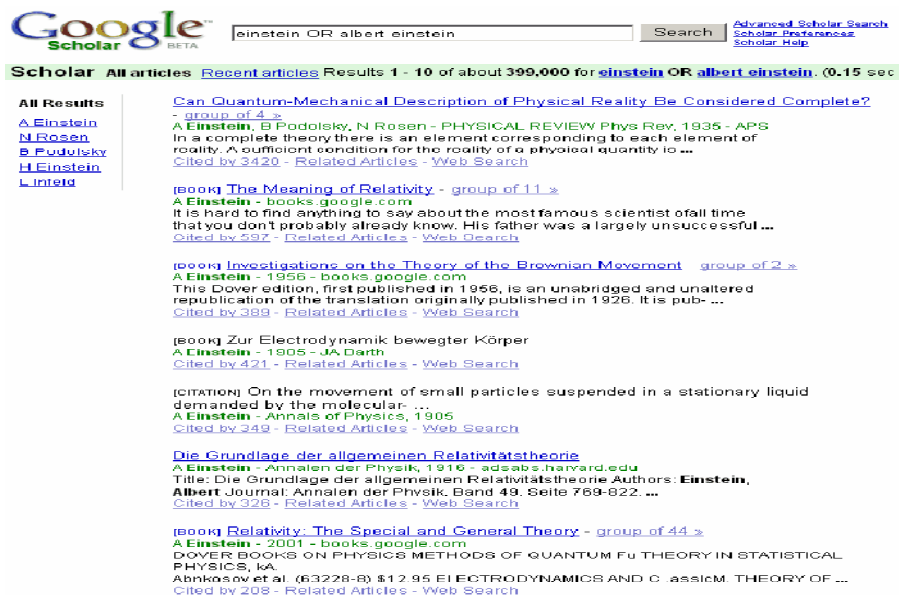 Google
Scholar BETA
einstein OR albert einstein
Search
Advanced Scholar Search
Scholar Preferences
Scholar Help
Scholar All articles Recent articles Results 1 - 10 of about 399,000 for einstein OR albert einstein. (0.15 sec
All Results
A Einstein
N Rosen
B Podolsky
H Einstein
L Infeld
Can Quantum-Mechanical Description of Physical Reality Be Considered Complete?
- group of 4 »
A Einstein, B Podolsky, N Rosen - PHYSICAL REVIEW Phys Rev, 1935 - APS
In a complete theory there is an element corresponding to each element of
reality. A sufficient condition for the reality of a physical quantity is ...
Cited by 3420 - Related Articles - Web Search
[BOOK] The Meaning of Relativity - group of 11 »
A Einstein - books.google.com
It is hard to find anything to say about the most famous scientist ofall time
that you don't probably already know. His father was a largely unsuccessful ...
Cited by 597 - Related Articles - Web Search
[BOOK] Investigations on the Theory of the Brownian Movement - group of 2 »
A Einstein - 1956 - books.google.com
This Dover edition, first published in 1956, is an unabridged and unaltered
republication of the translation originally published in 1926. It is pub- ...
Cited by 389 - Related Articles - Web Search
[BOOK] Zur Electrodynamik bewegter Körper
A Einstein - 1905 - JA Barth
Cited by 421 - Related Articles - Web Search
[CITATION] On the movement of small particles suspended in a stationary liquid
demanded by the molecular- ...
A Einstein - Annals of Physics, 1905
Cited by 349 - Related Articles - Web Search
Die Grundlage der allgemeinen Relativitätstheorie
A Einstein - Annalen der Physik, 1916 - adsabs.harvard.edu
Title: Die Grundlage der allgemeinen Relativitätstheorie Authors: Einstein,
Albert Journal: Annalen der Physik, Band 49, Seite 769-822. ...
Cited by 326 - Related Articles - Web Search
[BOOK] Relativity: The Special and General Theory - group of 44 »
A Einstein - 2001 - books.google.com
DOVER BOOKS ON PHYSICS METHODS OF QUANTUM Fu THEORY IN STATISTICAL
PHYSICS, kA.
Abnkosov et al. (63228-8) $12.95 ELECTRODYNAMICS AND C .assicM. THEORY OF ...
Cited by 208 - Related Articles - Web Search